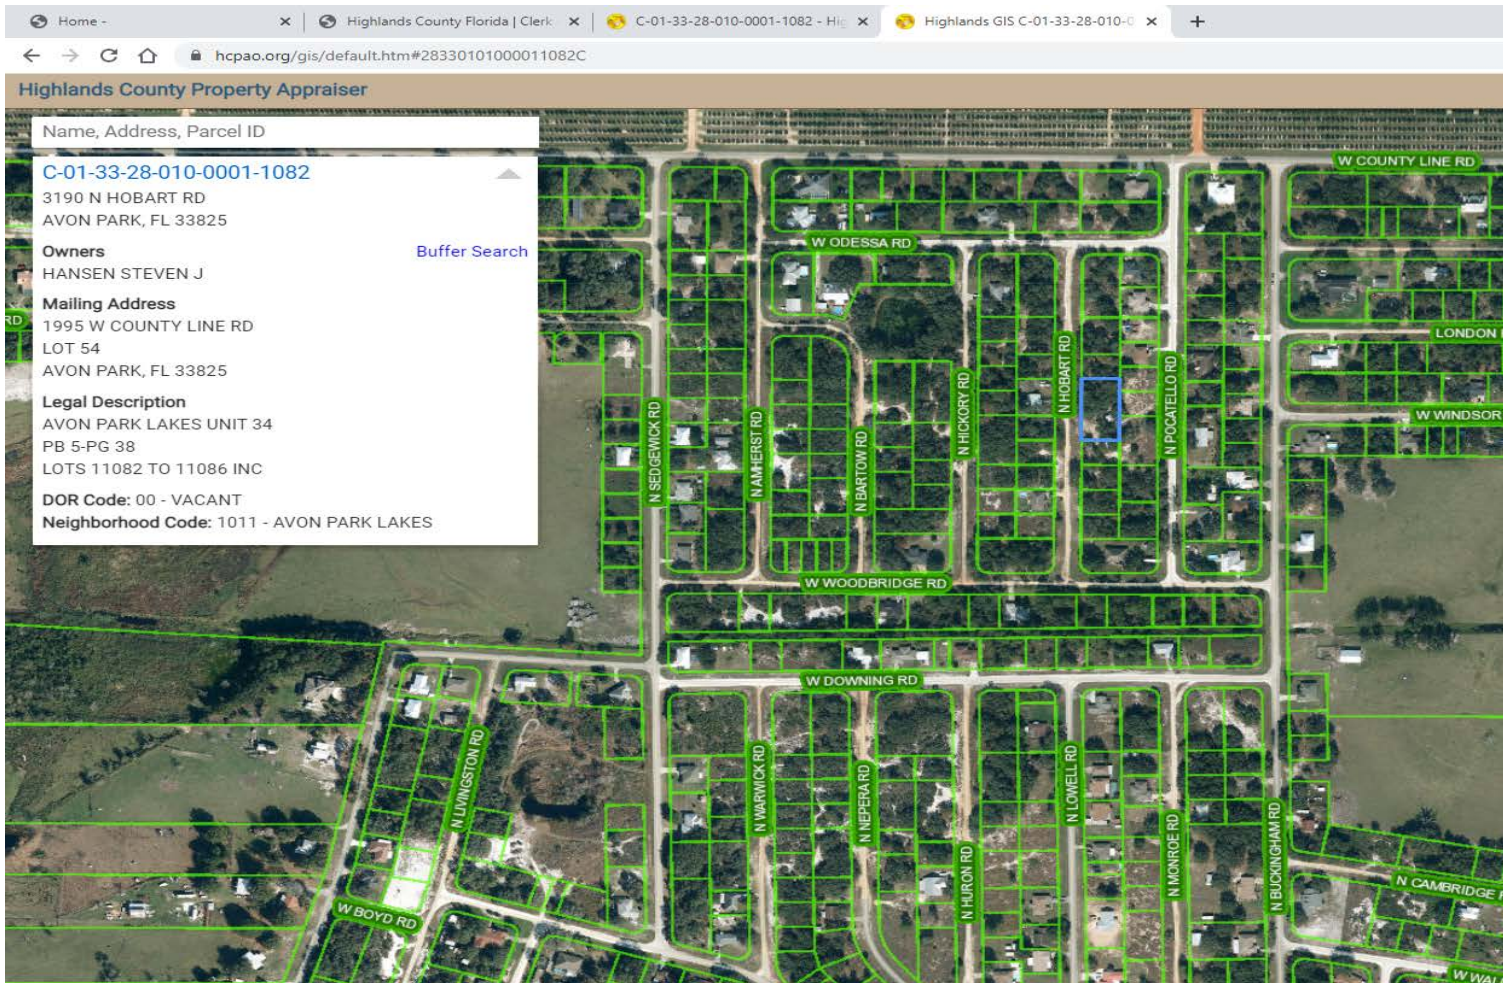 Home -
Highlands County Florida | Clerk
C-01-33-28-010-0001-1082 - Hig
Highlands GIS C-01-33-28-010-0
hcpao.org/gis/default.htm#28330101000011082C
Highlands County Property Appraiser
Name, Address, Parcel ID
C-01-33-28-010-0001-1082
3190 N HOBART RD
AVON PARK, FL 33825
Owners
Buffer Search
HANSEN STEVEN J
Mailing Address
1995 W COUNTY LINE RD
LOT 54
AVON PARK, FL 33825
Legal Description
AVON PARK LAKES UNIT 34
PB 5-PG 38
LOTS 11082 TO 11086 INC
DOR Code: 00 - VACANT
Neighborhood Code: 1011 - AVON PARK LAKES
W COUNTY LINE RD
W ODESSA RD
RD
LONDON
N HOBART RD
N POCATELLO RD
N HICKORY RD
W WINDSOR
N SEDGEWICK RD
N AMHERST RD
N BARTOW RD
W WOODBRIDGE RD
W DOWNING RD
N LIVINGSTON RD
N WARWICK RD
N NEPERA RD
N LOWELL RD
N HURON RD
N MONROE RD
N BUCKINGHAM RD
N CAMBRIDGE
W BOYD RD
W WAL